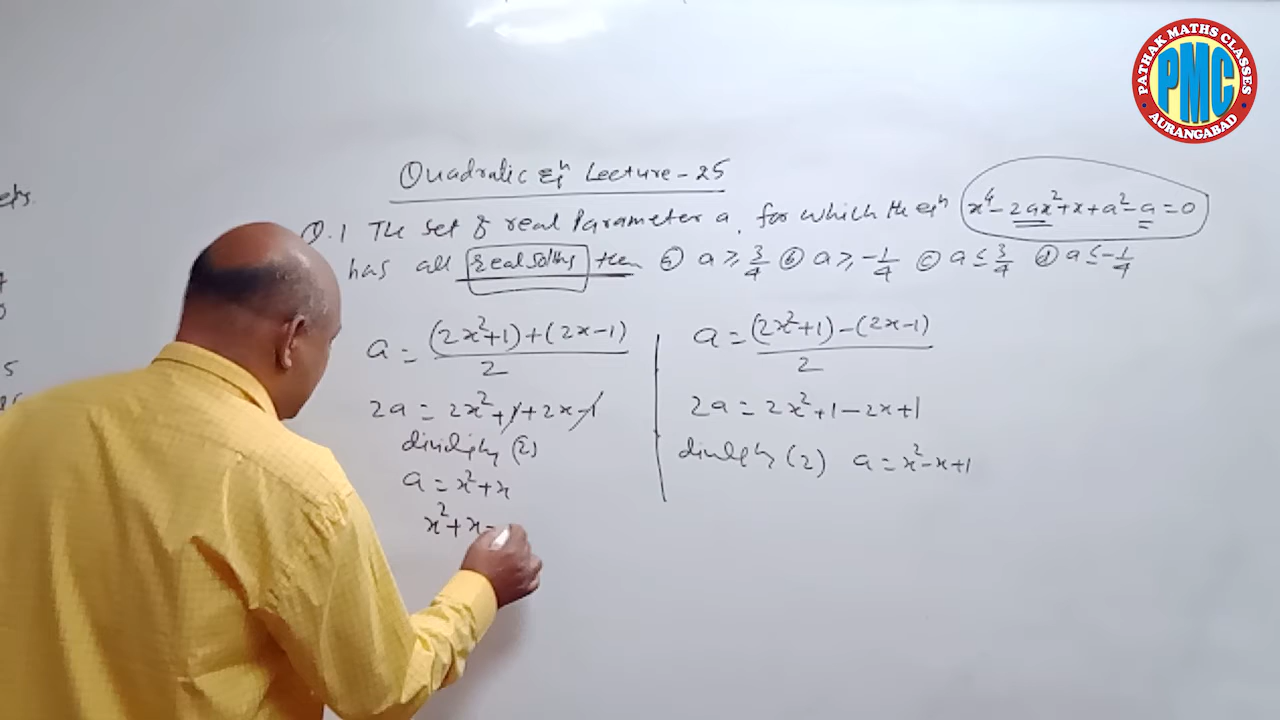 PATHAK MATHS CLASSES
PMC
AURANGABAD
Quadratic Eqⁿ Lecture - 25
Q.1 The set of real Parameter a, for which the eqⁿ x⁴ - 2ax² + x + a² - a = 0
has all real solⁿs then ⓐ a ≥ 3/4 ⓑ a ≥ -1/4 ⓒ a ≤ 3/4 ⓓ a ≤ -1/4
a = (2x²+1)+(2x-1)/2
2a = 2x²+1+2x-1
a = x²+x
x²+x-
a = (2x²+1)-(2x-1)/2
2a = 2x²+1-2x+1
(2) a = x²-x+1